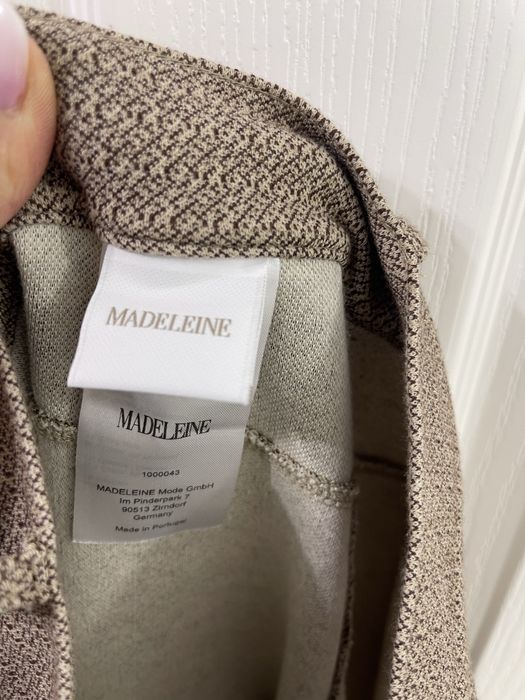 MADELEINE
MADELEINE
1000043
MADELEINE Mode GmbH
Im Pinderpark 7
90513 Zirndorf
Germany
Made in Portugal